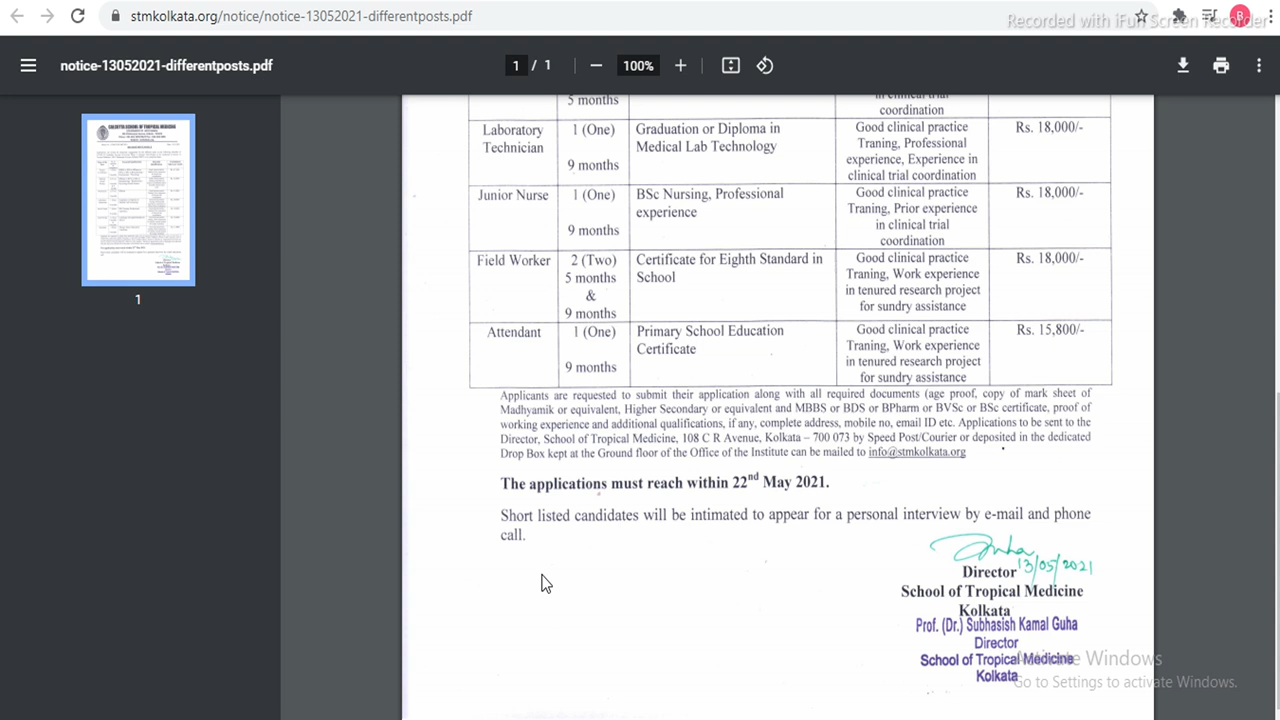 stmkolkata.org/notice/notice-13052021-differentposts.pdf
Recorded with iFun Screen Recorder
B
notice-13052021-differentposts.pdf
1 / 1
100%
1
5 months
in clinical trial
coordination
Laboratory
Technician
1 (One)
9 months
Graduation or Diploma in
Medical Lab Technology
Good clinical practice
Traning, Professional
experience, Experience in
clinical trial coordination
Rs. 18,000/-
Junior Nurse
1 (One)
9 months
BSc Nursing, Professional
experience
Good clinical practice
Traning, Prior experience
in clinical trial
coordination
Rs. 18,000/-
Field Worker
2 (Two)
5 months
&
9 months
Certificate for Eighth Standard in
School
Good clinical practice
Traning, Work experience
in tenured research project
for sundry assistance
Rs. 18,000/-
Attendant
1 (One)
9 months
Primary School Education
Certificate
Good clinical practice
Traning, Work experience
in tenured research project
for sundry assistance
Rs. 15,800/-
Applicants are requested to submit their application along with all required documents (age proof, copy of mark sheet of
Madhyamik or equivalent, Higher Secondary or equivalent and MBBS or BDS or BPharm or BVSc or BSc certificate, proof of
working experience and additional qualifications, if any, complete address, mobile no, email ID etc. Applications to be sent to the
Director, School of Tropical Medicine, 108 C R Avenue, Kolkata – 700 073 by Speed Post/Courier or deposited in the dedicated
Drop Box kept at the Ground floor of the Office of the Institute can be mailed to info@stmkolkata.org
The applications must reach within 22nd May 2021.
Short listed candidates will be intimated to appear for a personal interview by e-mail and phone
call.
13/05/2021
Director
School of Tropical Medicine
Kolkata
Prof. (Dr.) Subhasish Kamal Guha
Director
School of Tropical Medicine
Kolkata
Activate Windows
Go to Settings to activate Windows.